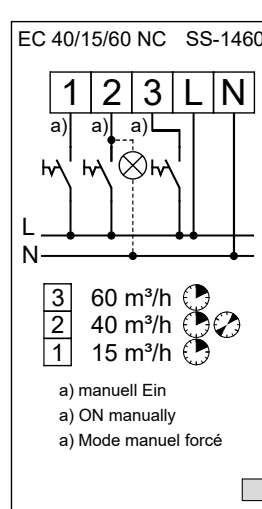 EC 40/15/60 NC SS-1460
1 2 3 L N
a) a) a)
L
N
3 60 m³/h
2 40 m³/h
1 15 m³/h
a) manuell Ein
a) ON manually
a) Mode manuel forcé